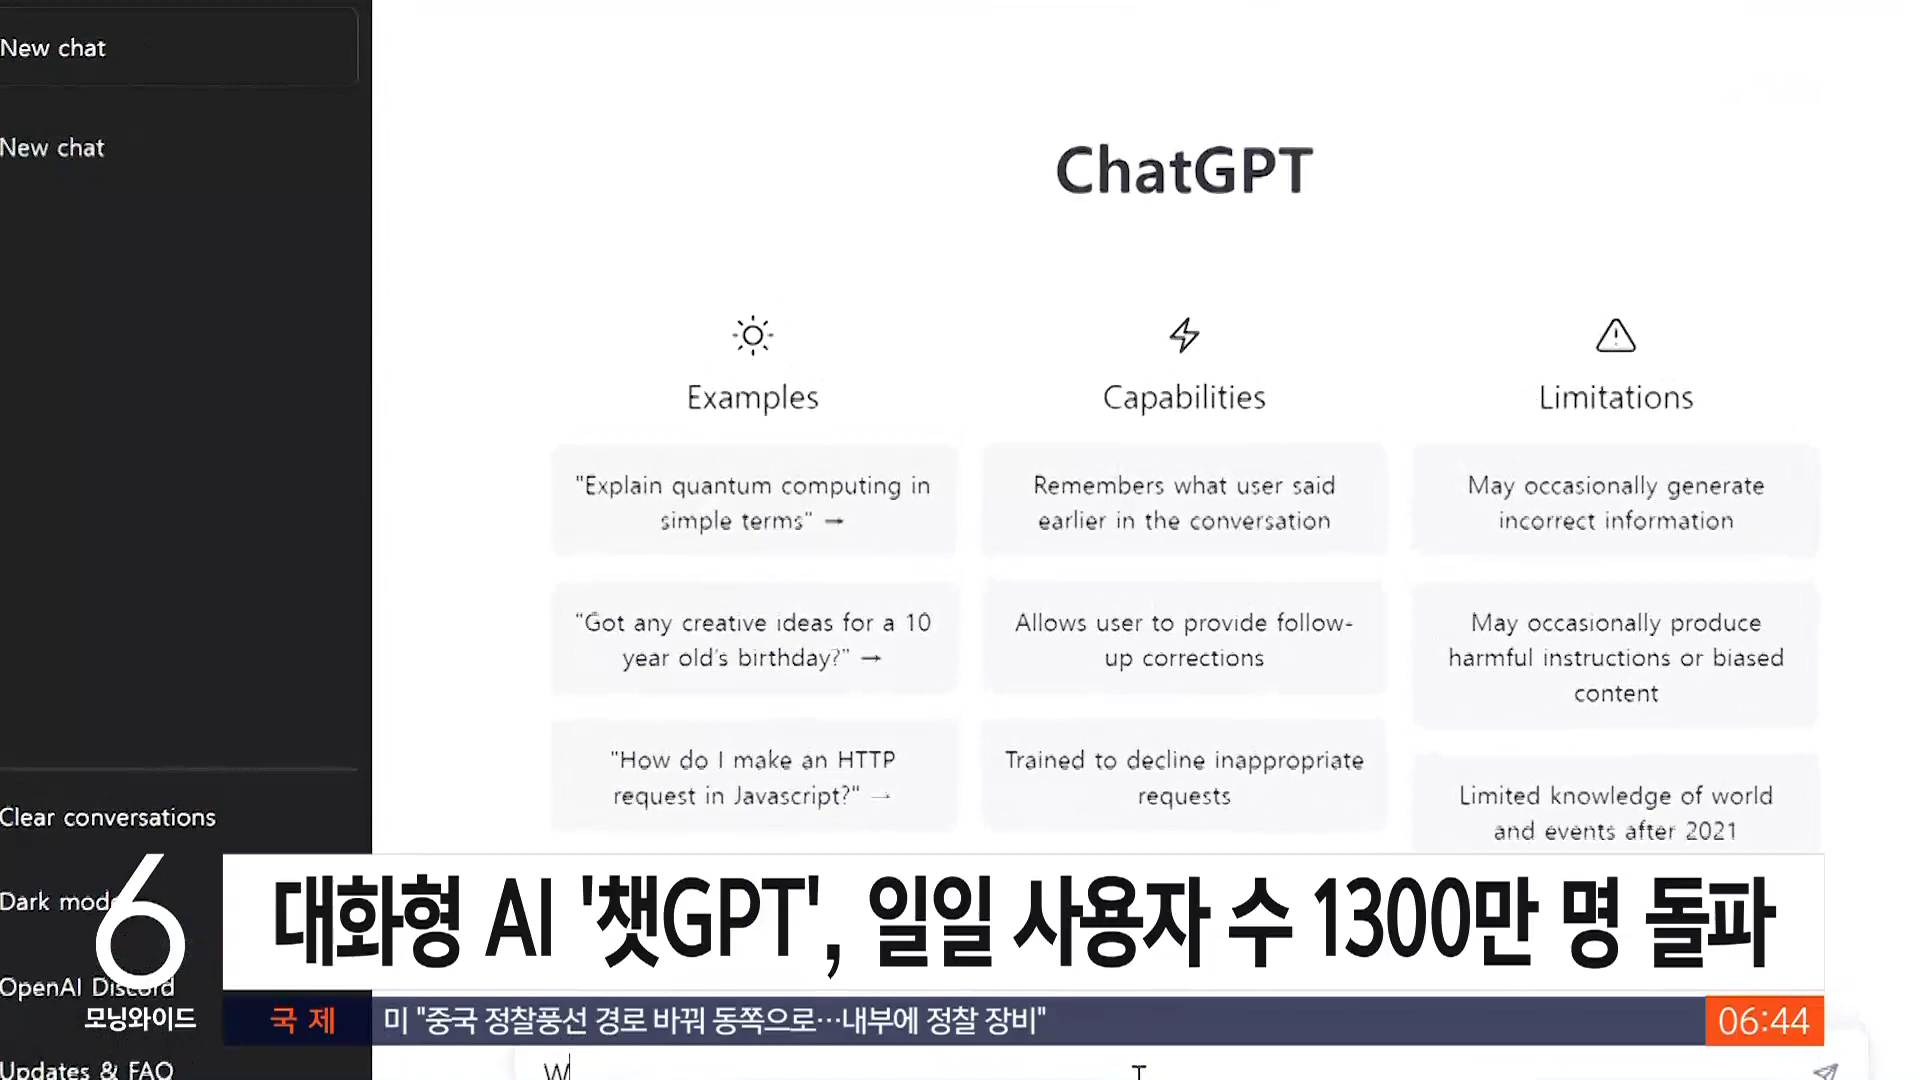 New chat
New chat
ChatGPT
Examples
Capabilities
Limitations
"Explain quantum computing in
simple terms" →
Remembers what user said
earlier in the conversation
May occasionally generate
incorrect information
"Got any creative ideas for a 10
year old's birthday?" →
Allows user to provide follow-
up corrections
May occasionally produce
harmful instructions or biased
content
"How do I make an HTTP
request in Javascript?" →
Trained to decline inappropriate
requests
Limited knowledge of world
and events after 2021
Clear conversations
Dark mode
OpenAI Discord
Updates & FAQ
6
모닝와이드
대화형 AI '챗GPT', 일일 사용자 수 1300만 명 돌파
국 제
미 "중국 정찰풍선 경로 바꿔 동쪽으로…내부에 정찰 장비"
06:44
W